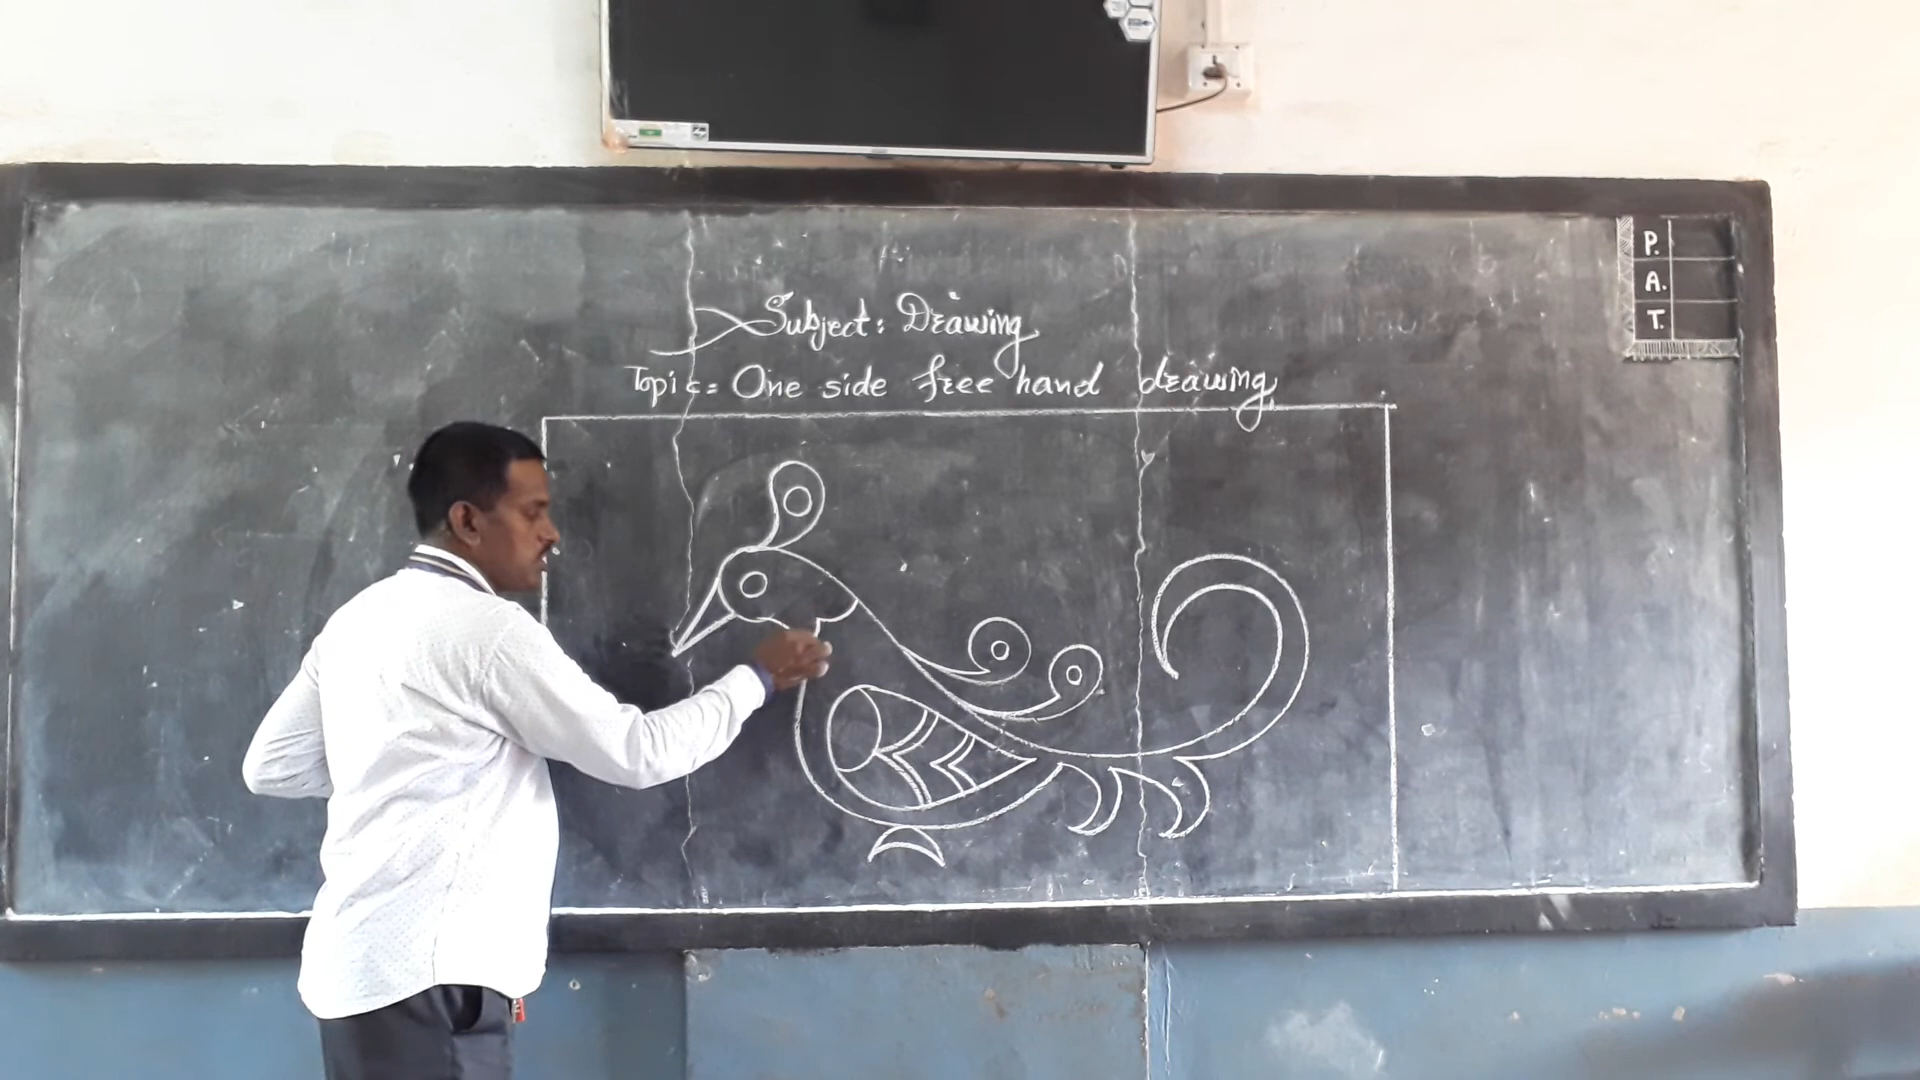 Subject: Drawing
Topic = One side free hand drawing
P.
A.
T.